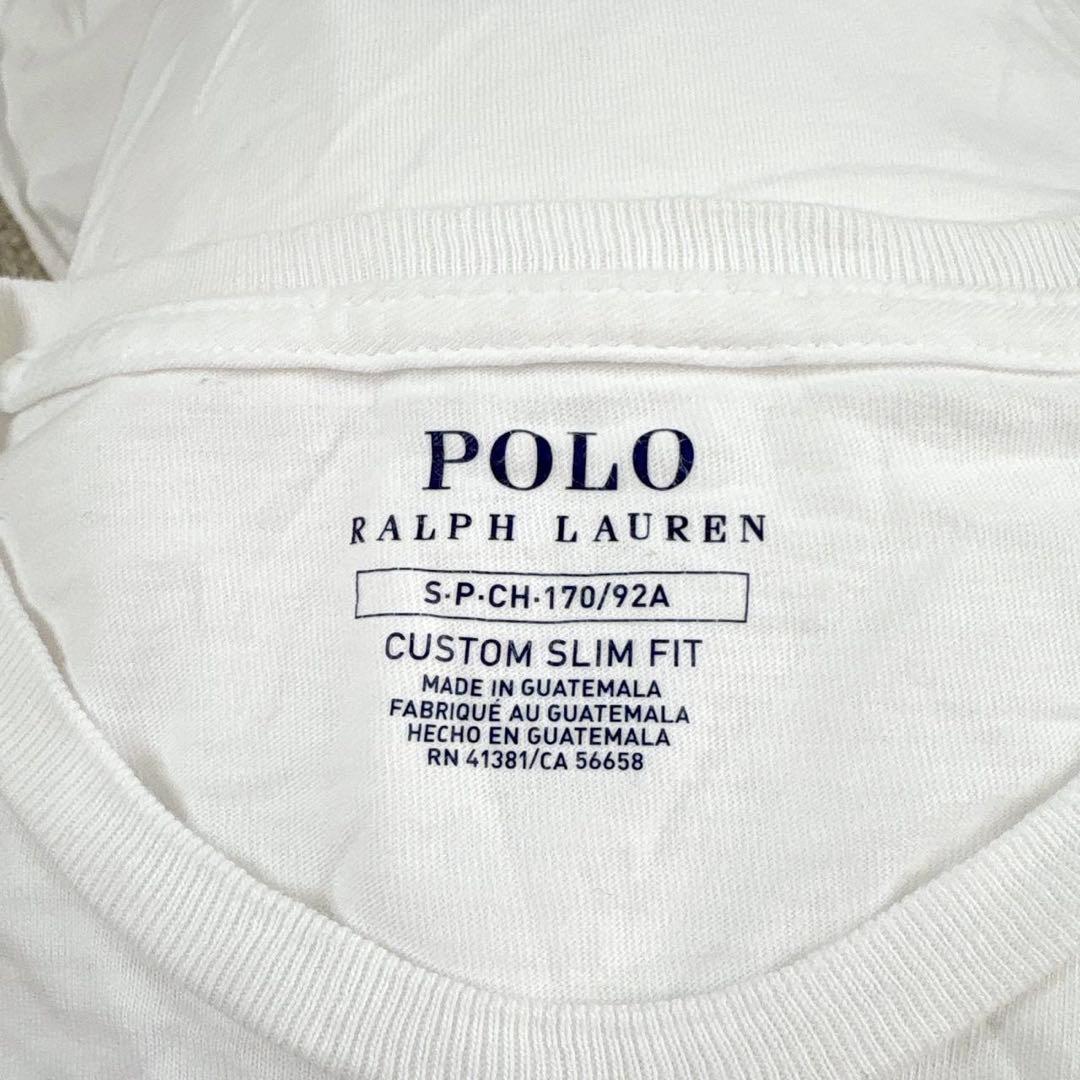 POLO
RALPH LAUREN
S·P·CH·170/92A
CUSTOM SLIM FIT
MADE IN GUATEMALA
FABRIQUÉ AU GUATEMALA
HECHO EN GUATEMALA
RN 41381/CA 56658